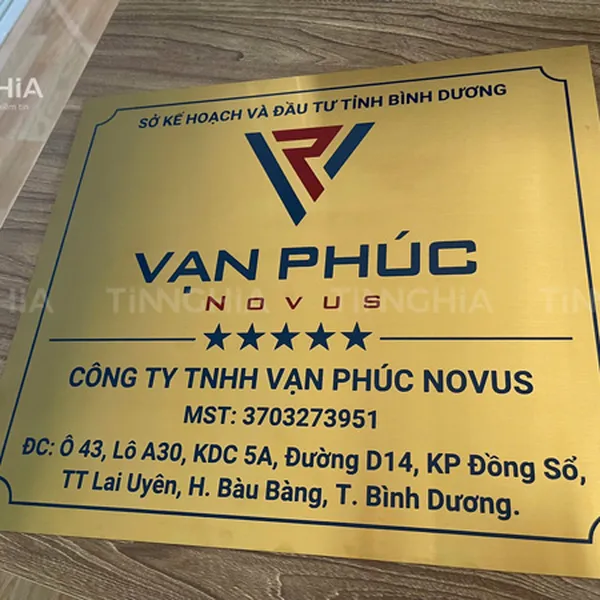 SỞ KẾ HOẠCH VÀ ĐẦU TƯ TỈNH BÌNH DƯƠNG
VẠN PHÚC
NOVUS
CÔNG TY TNHH VẠN PHÚC NOVUS
MST: 3703273951
ĐC: Ô 43, Lô A30, KDC 5A, Đường D14, KP Đồng Sổ,
TT Lai Uyên, H. Bàu Bàng, T. Bình Dương.
TiNNGHiA TiNNGHiA